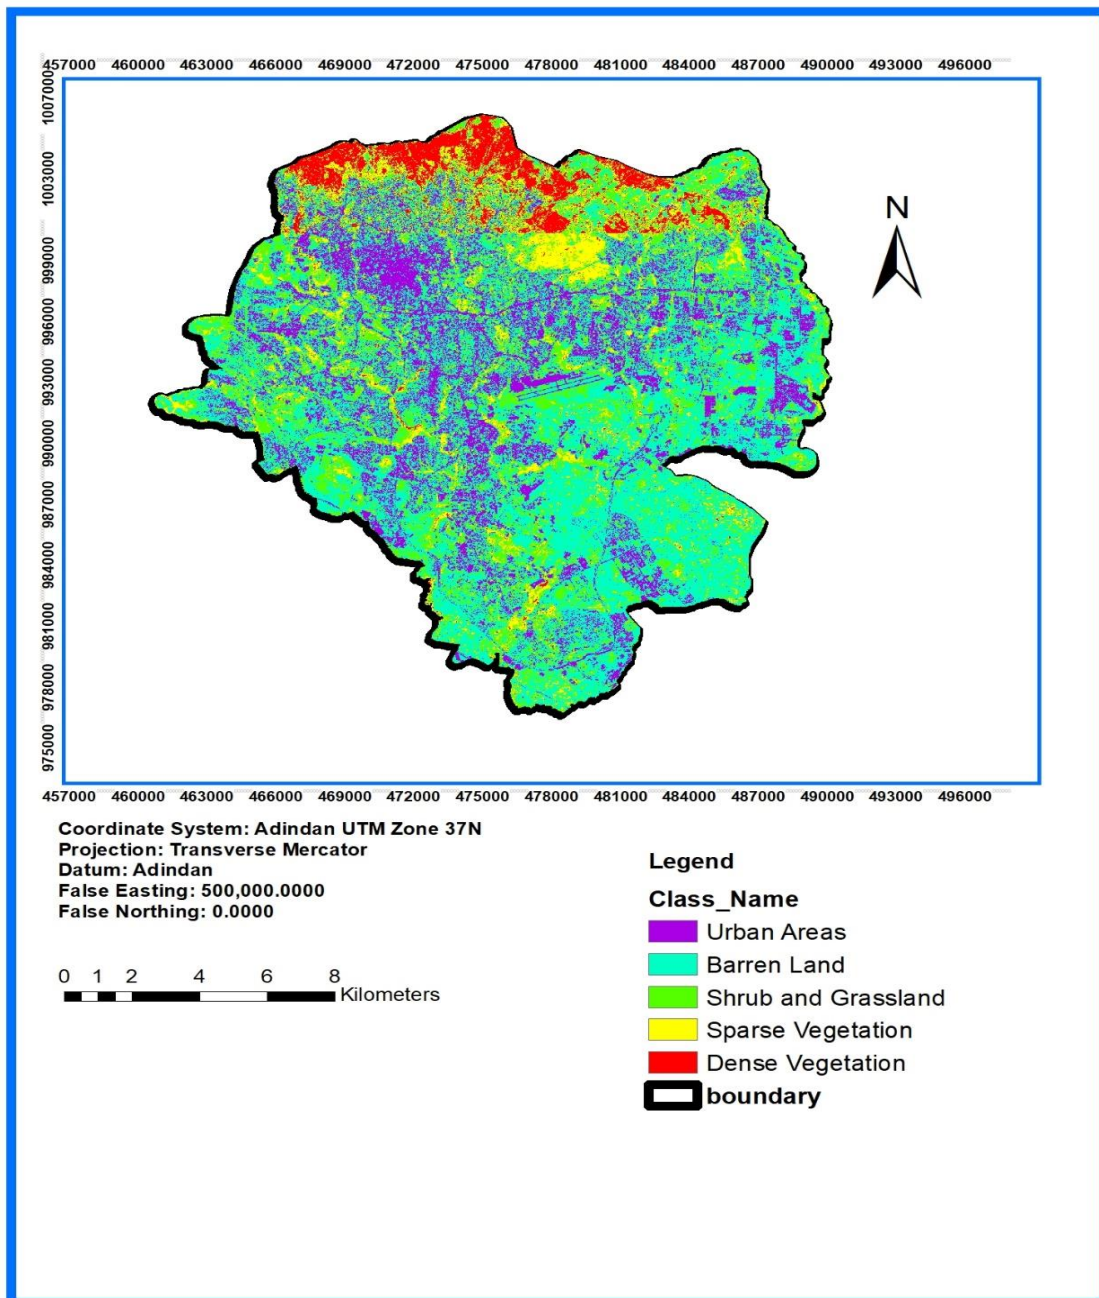 457000 460000 463000 466000 469000 472000 475000 478000 481000 484000 487000 490000 493000 496000
1007000
1003000
999000
996000
993000
990000
987000
984000
981000
978000
975000
N
457000 460000 463000 466000 469000 472000 475000 478000 481000 484000 487000 490000 493000 496000
Coordinate System: Adindan UTM Zone 37N
Projection: Transverse Mercator
Datum: Adindan
False Easting: 500,000.0000
False Northing: 0.0000
0 1 2 4 6 8
Kilometers
Legend
Class_Name
Urban Areas
Barren Land
Shrub and Grassland
Sparse Vegetation
Dense Vegetation
boundary